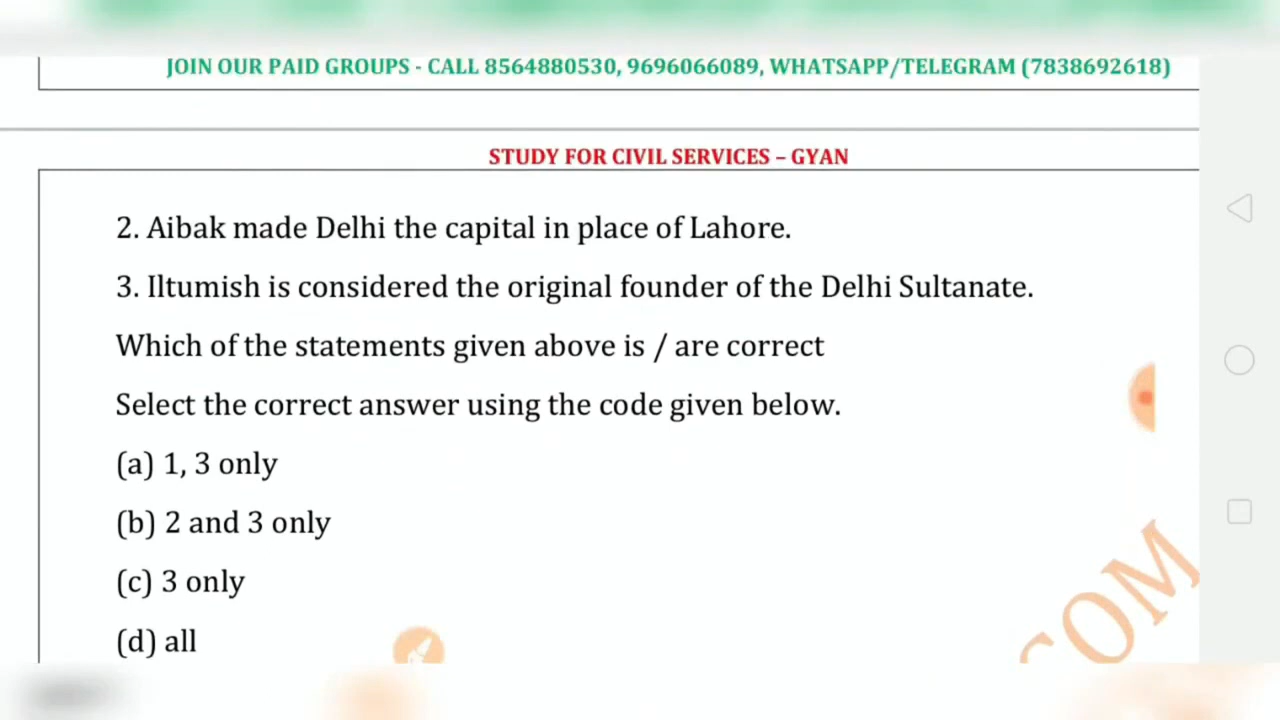 JOIN OUR PAID GROUPS - CALL 8564880530, 9696066089, WHATSAPP/TELEGRAM (7838692618)
STUDY FOR CIVIL SERVICES – GYAN
2. Aibak made Delhi the capital in place of Lahore.
3. Iltumish is considered the original founder of the Delhi Sultanate.
Which of the statements given above is / are correct
Select the correct answer using the code given below.
(a) 1, 3 only
(b) 2 and 3 only
(c) 3 only
(d) all
COM